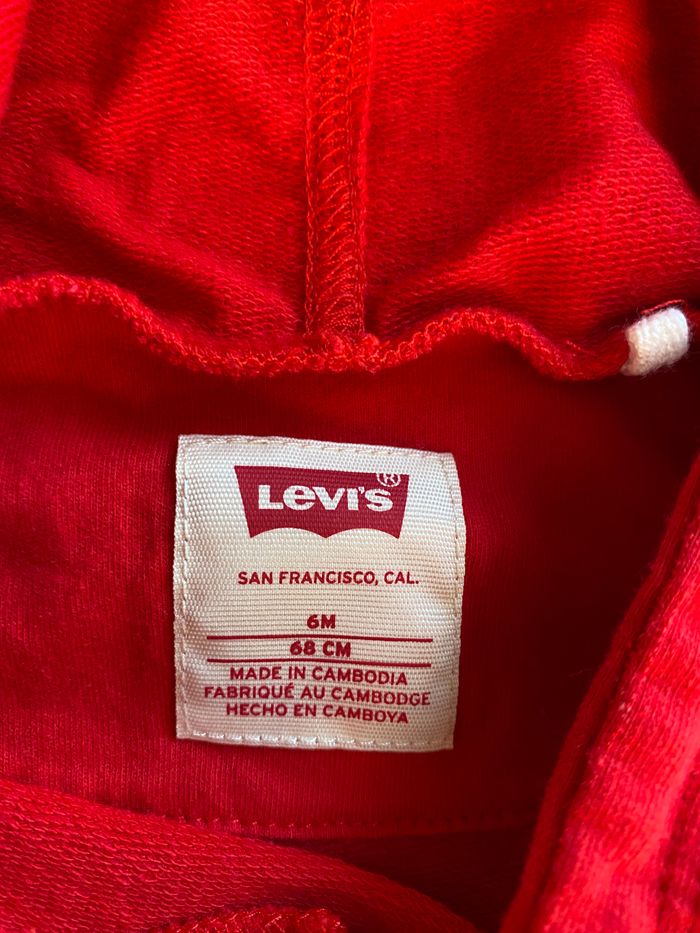 Levi's®
SAN FRANCISCO, CAL.
6M
68 CM
MADE IN CAMBODIA
FABRIQUÉ AU CAMBODGE
HECHO EN CAMBOYA